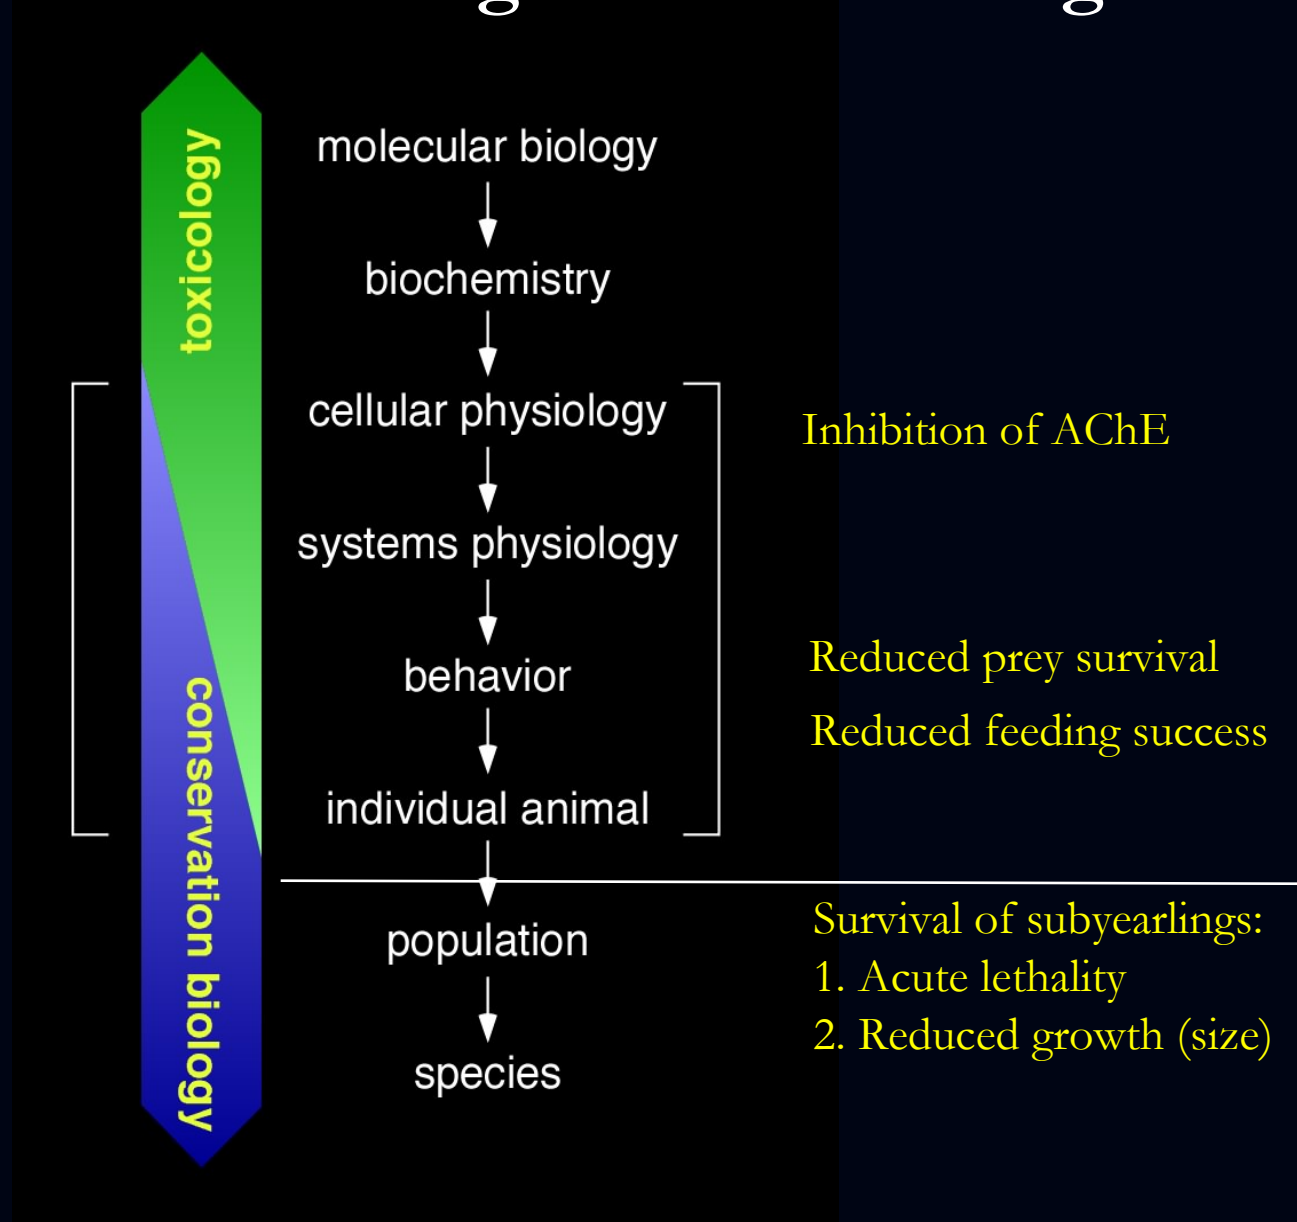 toxicology
conservation biology
molecular biology
biochemistry
cellular physiology
systems physiology
behavior
individual animal
population
species
Inhibition of AChE
Reduced prey survival
Reduced feeding success
Survival of subyearlings:
1. Acute lethality
2. Reduced growth (size)